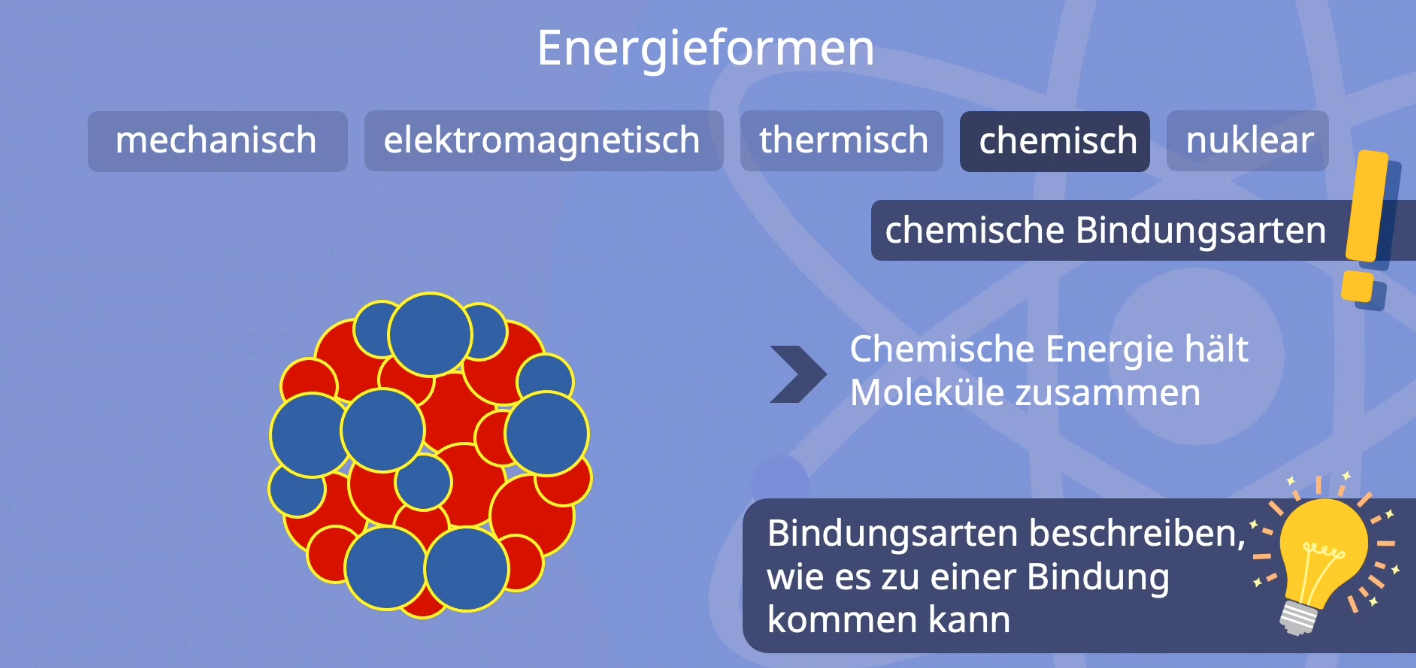 Energieformen
mechanisch
elektromagnetisch
thermisch
chemisch
nuklear
chemische Bindungsarten
Chemische Energie hält
Moleküle zusammen
Bindungsarten beschreiben,
wie es zu einer Bindung
kommen kann